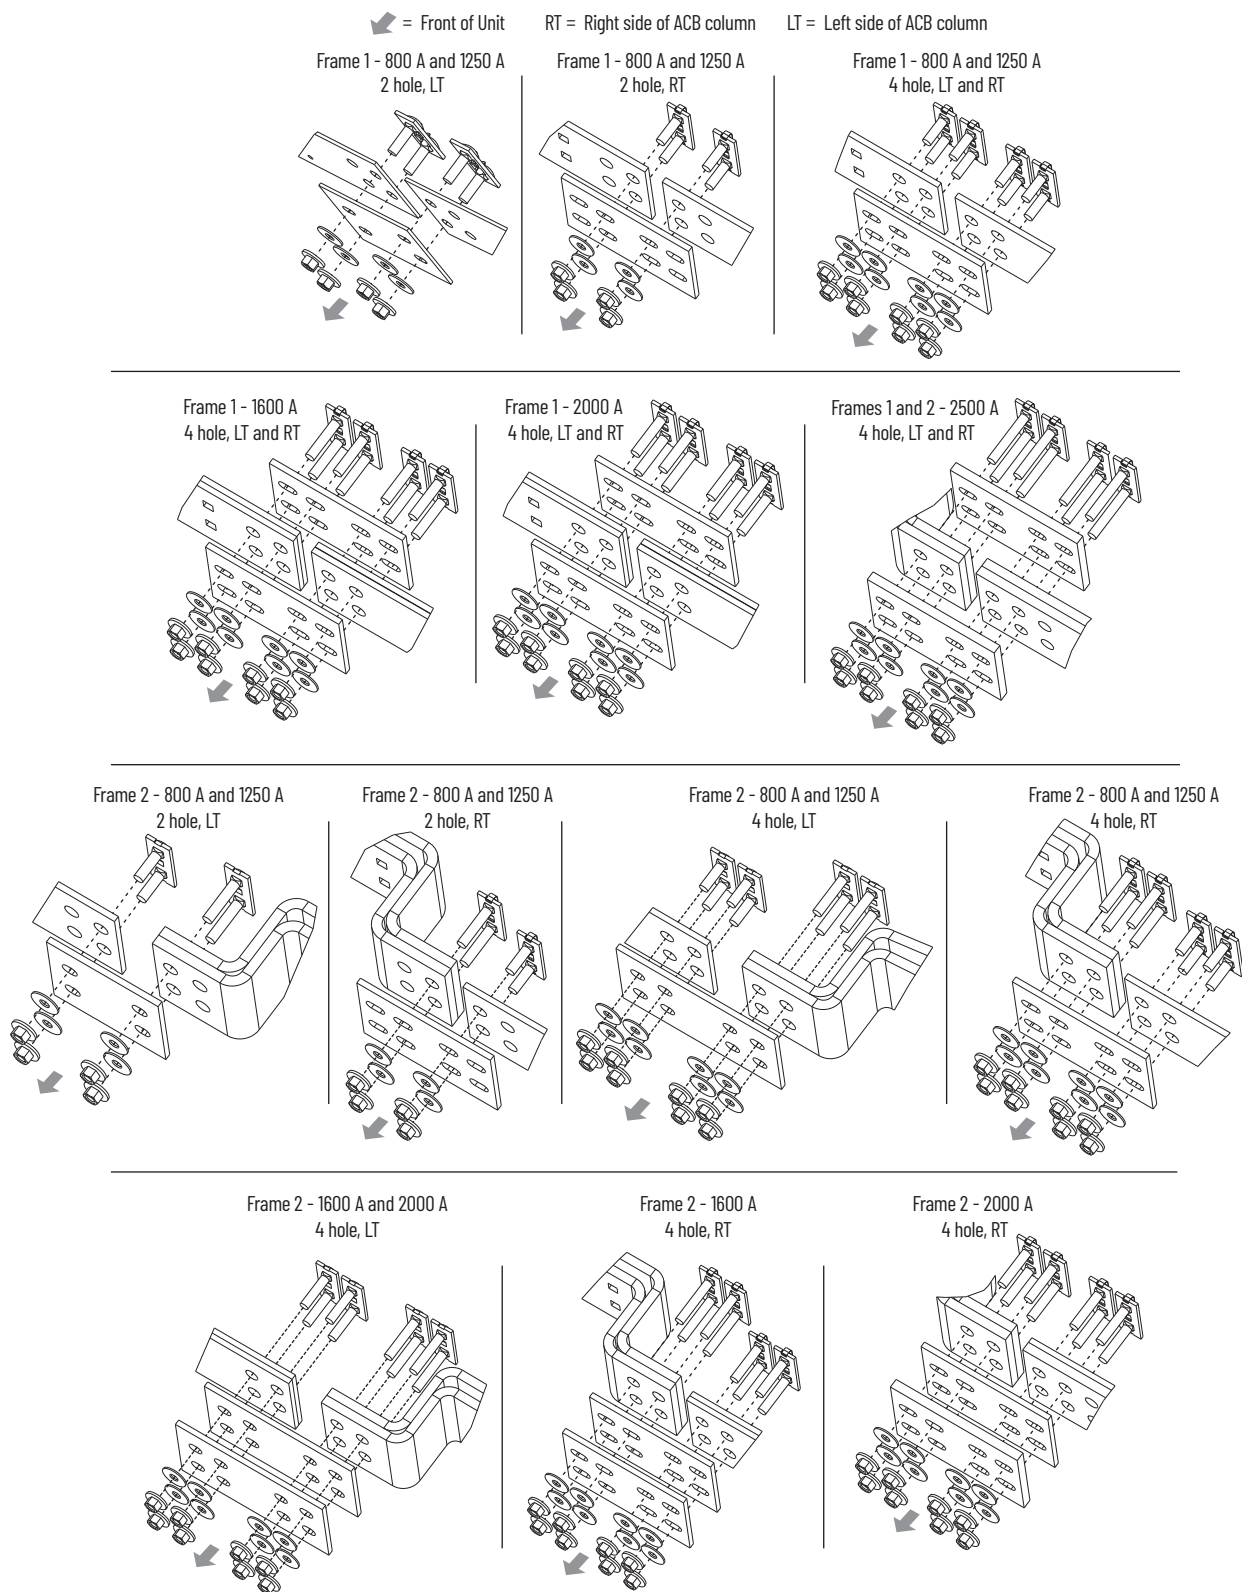 = Front of Unit RT = Right side of ACB column LT = Left side of ACB column
Frame 1 - 800 A and 1250 A
2 hole, LT
Frame 1 - 800 A and 1250 A
2 hole, RT
Frame 1 - 800 A and 1250 A
4 hole, LT and RT
Frame 1 - 1600 A
4 hole, LT and RT
Frame 1 - 2000 A
4 hole, LT and RT
Frames 1 and 2 - 2500 A
4 hole, LT and RT
Frame 2 - 800 A and 1250 A
2 hole, LT
Frame 2 - 800 A and 1250 A
2 hole, RT
Frame 2 - 800 A and 1250 A
4 hole, LT
Frame 2 - 800 A and 1250 A
4 hole, RT
Frame 2 - 1600 A and 2000 A
4 hole, LT
Frame 2 - 1600 A
4 hole, RT
Frame 2 - 2000 A
4 hole, RT